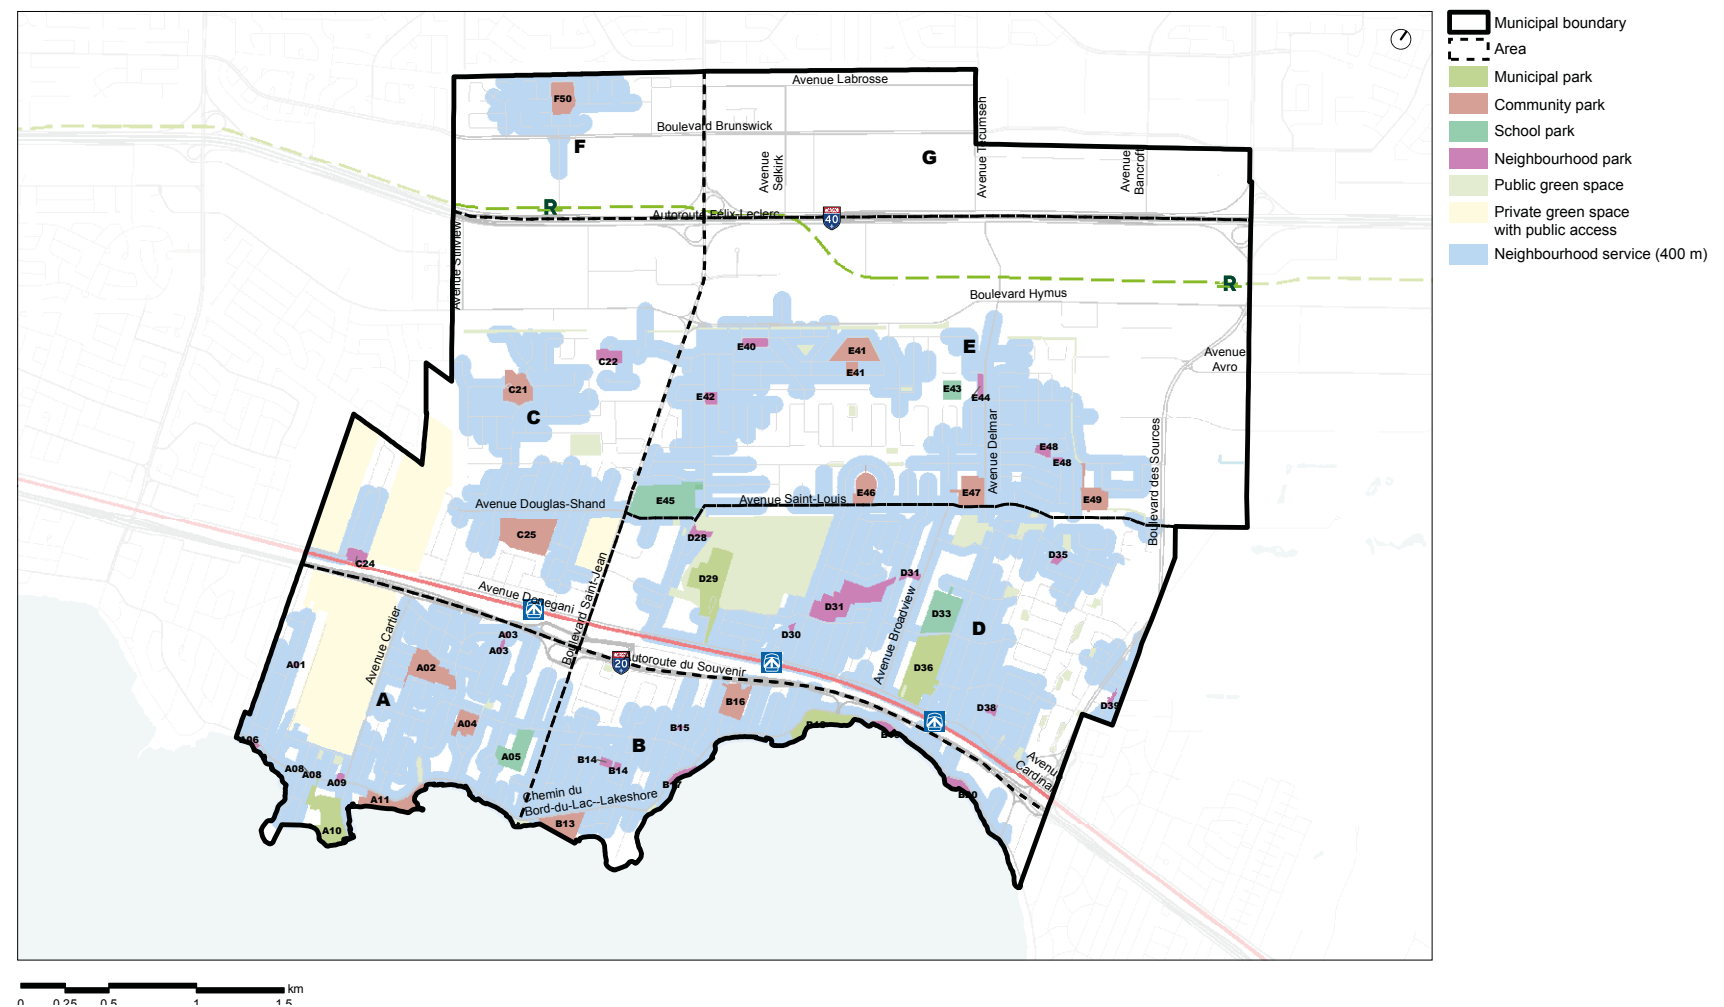 Municipal boundary
Area
Municipal park
Community park
School park
Neighbourhood park
Public green space
Private green space
with public access
Neighbourhood service (400 m)
Avenue Labrosse
F50
Boulevard Brunswick
F
G
Avenue
Selkirk
Avenue Tecumseh
Avenue
Bancroft
R
Autoroute Félix-Leclerc
40
Avenue Stillview
R
Boulevard Hymus
E40
E41
E41
E
Avenue
Avro
C22
C21
C
E42
E43
E44
Avenue Delmar
E48
E48
Boulevard des Sources
E45
Avenue Saint-Louis
E46
E47
E49
Avenue Douglas-Shand
C25
C24
D28
D29
D35
D31
D31
D30
D33
D
D36
D38
D39
Avenue Donegani
Boulevard Saint-Jean
Avenue Broadview
20
Autoroute du Souvenir
A01
Avenue Cartier
A03
A03
A02
A
A04
A05
A08
A08
A09
A10
A11
B16
B15
B
B14
B14
Chemin du
Bord-du-Lac--Lakeshore
B13
km
0 0.25 0.5 1 1.5